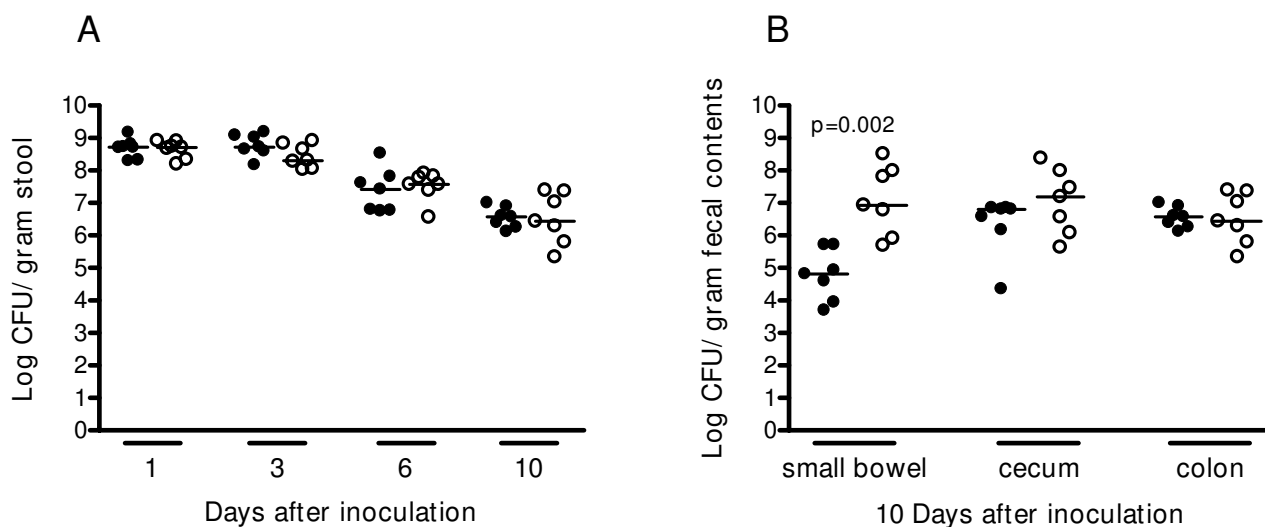 A
Log CFU/ gram stool
10
9
8
7
6
5
4
3
2
1
0
1 3 6 10
Days after inoculation
B
Log CFU/ gram fecal contents
10
9
8
7
6
5
4
3
2
1
0
p=0.002
small bowel cecum colon
10 Days after inoculation